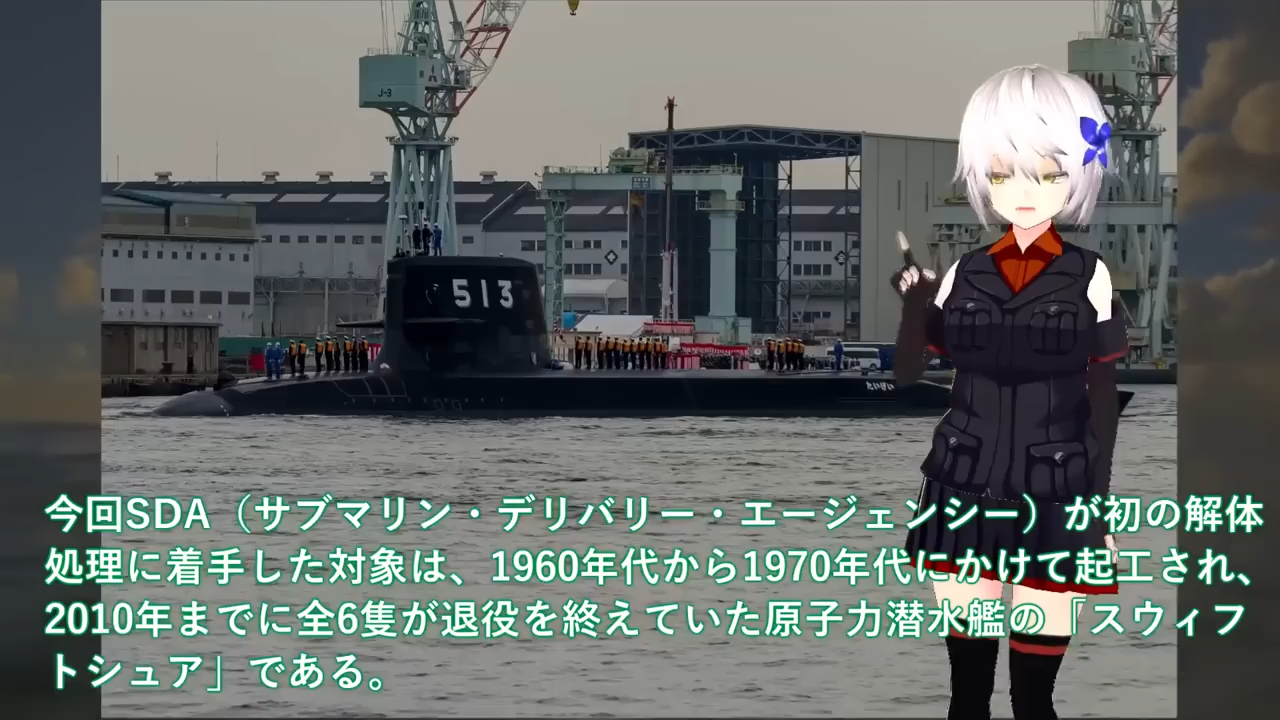 J-3
513
たいげい
今回SDA（サブマリン・デリバリー・エージェンシー）が初の解体
処理に着手した対象は、1960年代から1970年代にかけて起工され、
2010年までに全6隻が退役を終えていた原子力潜水艦の「スウィフ
トシュア」である。